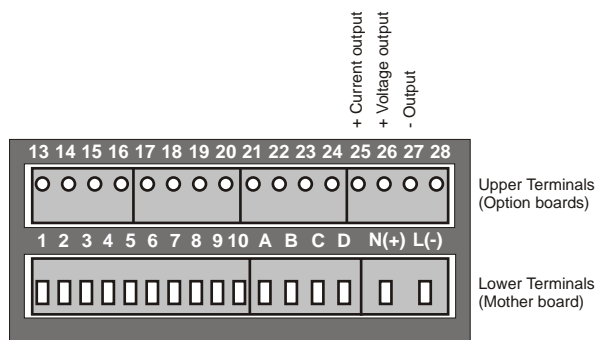 + Current output
+ Voltage output
- Output
13 14 15 16 17 18 19 20 21 22 23 24 25 26 27 28
Upper Terminals
(Option boards)
1 2 3 4 5 6 7 8 9 10 A B C D N(+) L(-)
Lower Terminals
(Mother board)